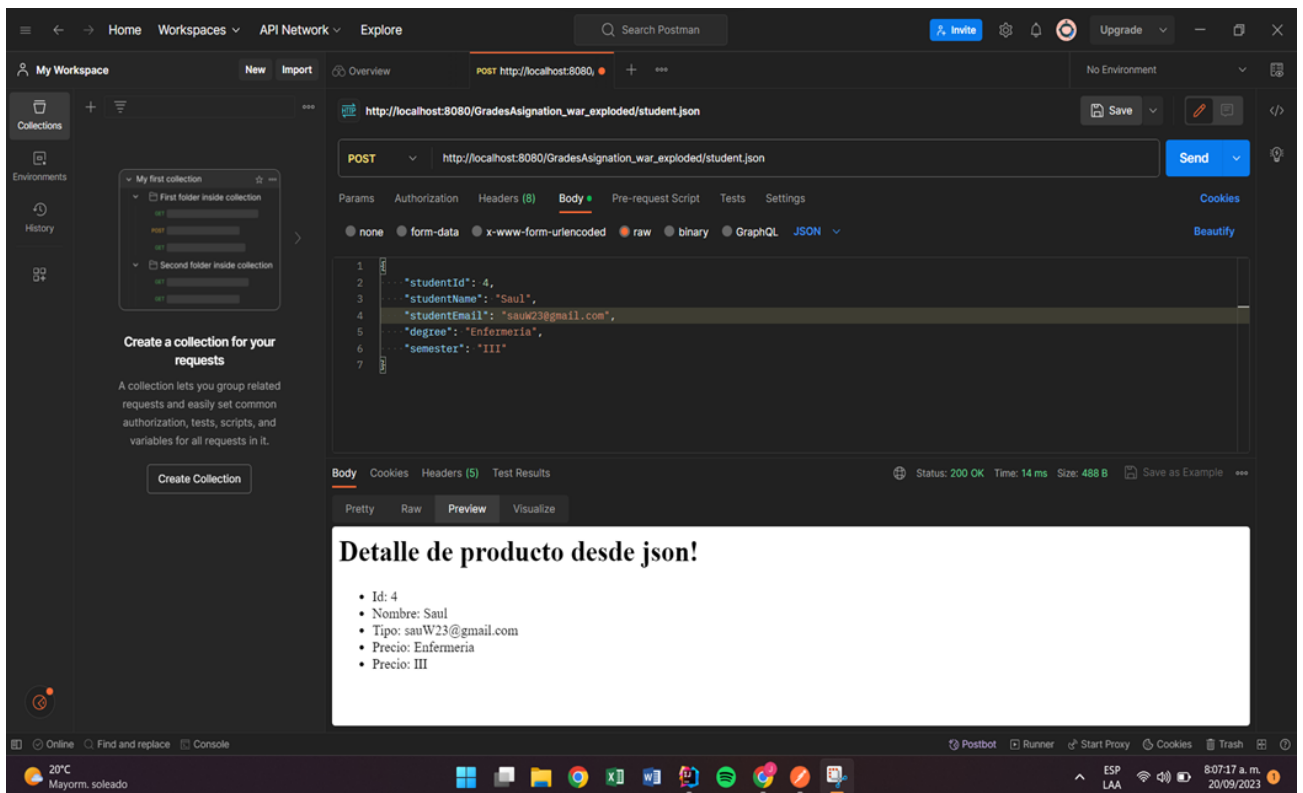 Home Workspaces API Network Explore Search Postman Invite Upgrade
My Workspace New Import Overview POST http://localhost:8080/ No Environment
Collections
Environments
History
My first collection
First folder inside collection
GET
POST
GET
Second folder inside collection
GET
GET
Create a collection for your
requests
A collection lets you group related
requests and easily set common
authorization, tests, scripts, and
variables for all requests in it.
Create Collection
HTTP http://localhost:8080/GradesAsignation_war_exploded/student.json Save
POST http://localhost:8080/GradesAsignation_war_exploded/student.json Send
Params Authorization Headers (8) Body Pre-request Script Tests Settings Cookies
none form-data x-www-form-urlencoded raw binary GraphQL JSON Beautify
1 {
2 "studentId": 4,
3 "studentName": "Saul",
4 "studentEmail": "sauW23@gmail.com",
5 "degree": "Enfermeria",
6 "semester": "III"
7 }
Body Cookies Headers (5) Test Results Status: 200 OK Time: 14 ms Size: 488 B Save as Example
Pretty Raw Preview Visualize
Detalle de producto desde json!
• Id: 4
• Nombre: Saul
• Tipo: sauW23@gmail.com
• Precio: Enfermeria
• Precio: III
Online Find and replace Console Postbot Runner Start Proxy Cookies Trash
20°C
Mayorm. soleado
ESP
LAA
8:07:17 a. m.
20/09/2023
1